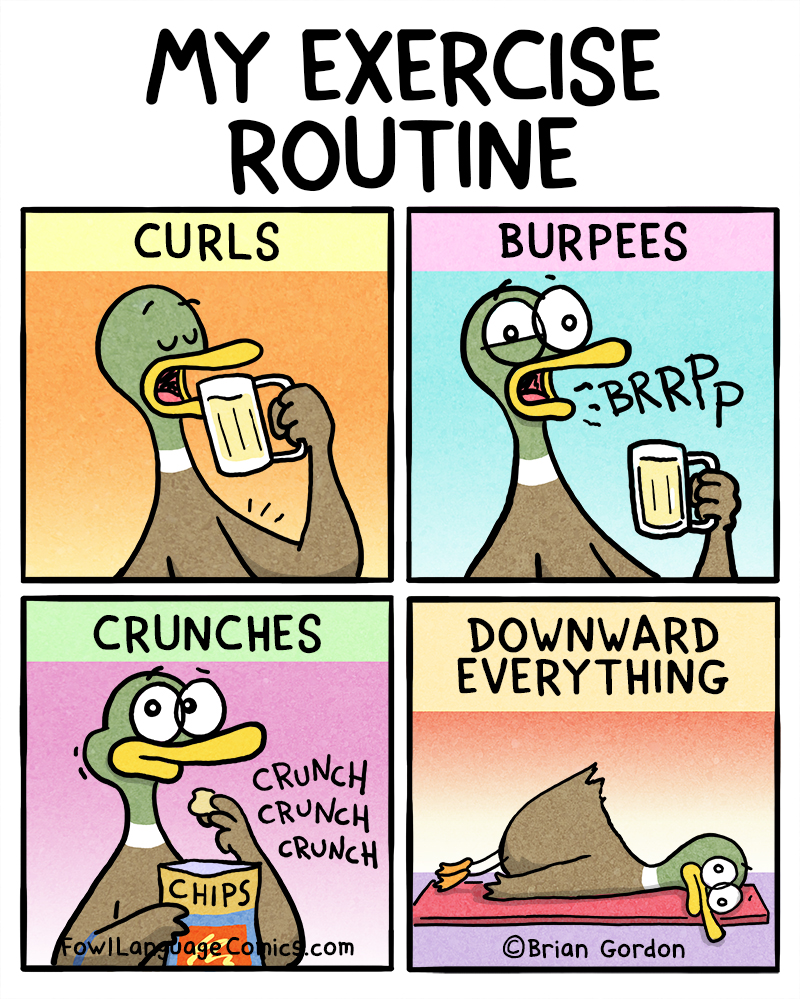 MY EXERCISE
ROUTINE
CURLS
BURPEES
BRRPP
CRUNCHES
CRUNCH
CRUNCH
CRUNCH
CHIPS
FowlLanguageComics.com
DOWNWARD
EVERYTHING
©Brian Gordon